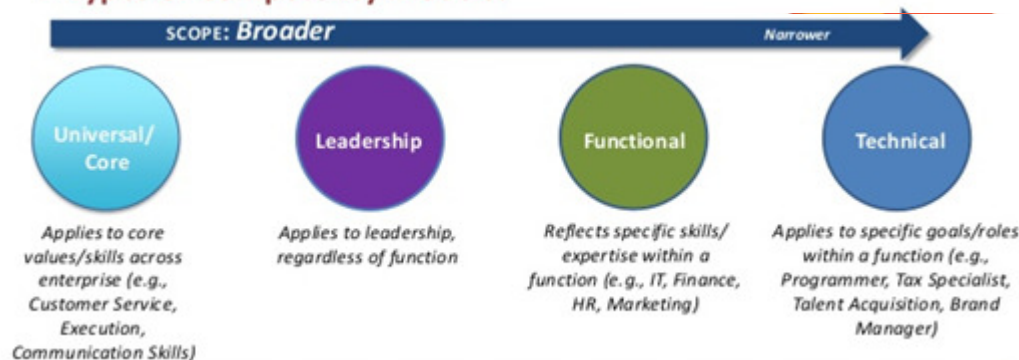 SCOPE: Broader
Narrower
Universal/
Core
Leadership
Functional
Technical
Applies to core
values/skills across
enterprise (e.g.,
Customer Service,
Execution,
Communication Skills)
Applies to leadership,
regardless of function
Reflects specific skills/
expertise within a
function (e.g., IT, Finance,
HR, Marketing)
Applies to specific goals/roles
within a function (e.g.,
Programmer, Tax Specialist,
Talent Acquisition, Brand
Manager)